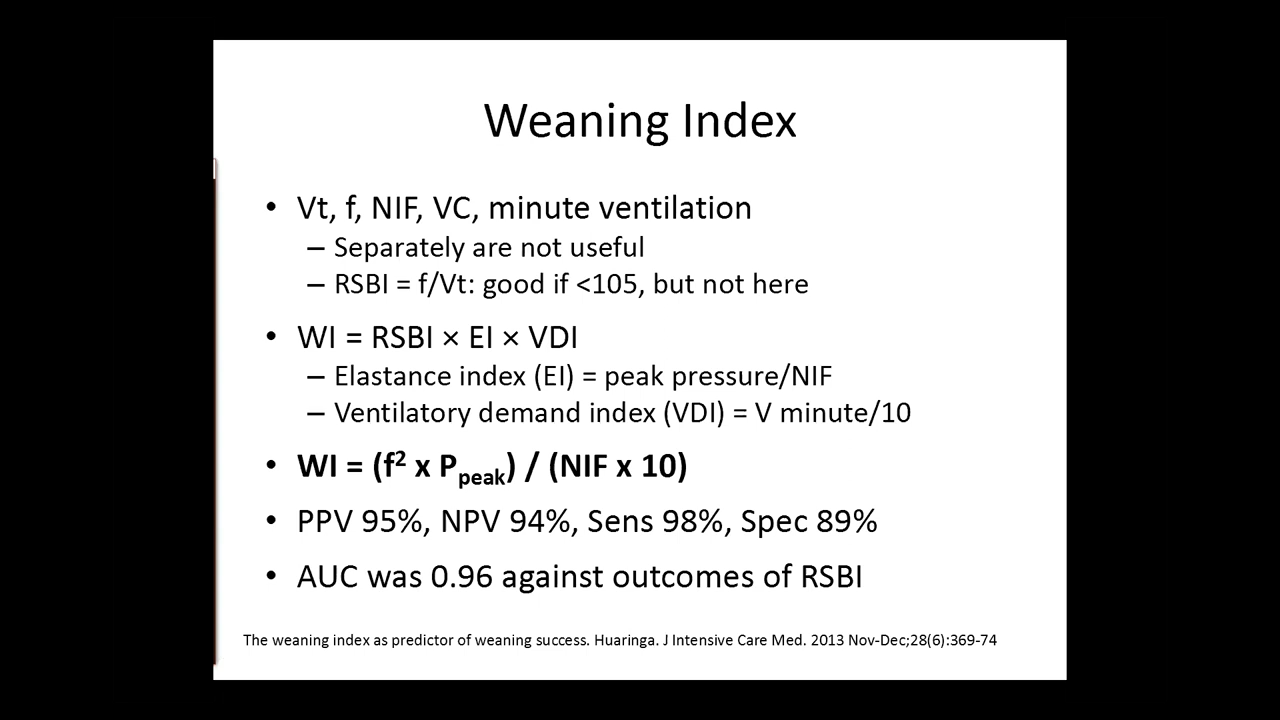 Weaning Index
• Vt, f, NIF, VC, minute ventilation
– Separately are not useful
– RSBI = f/Vt: good if <105, but not here
• WI = RSBI × EI × VDI
– Elastance index (EI) = peak pressure/NIF
– Ventilatory demand index (VDI) = V minute/10
• WI = (f² x Ppeak) / (NIF x 10)
• PPV 95%, NPV 94%, Sens 98%, Spec 89%
• AUC was 0.96 against outcomes of RSBI
The weaning index as predictor of weaning success. Huaringa. J Intensive Care Med. 2013 Nov-Dec;28(6):369-74